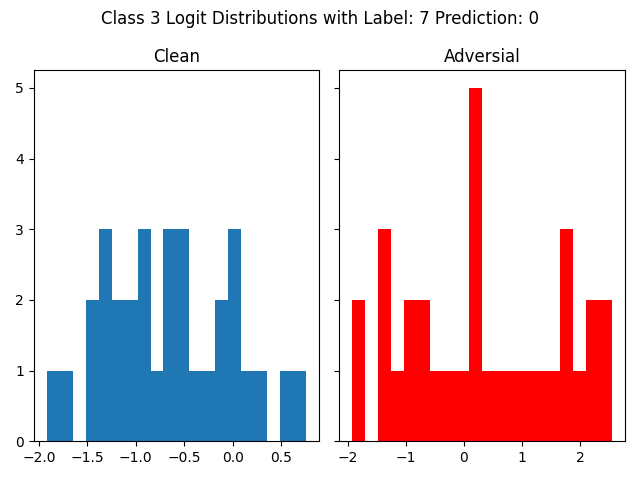 Class 3 Logit Distributions with Label: 7 Prediction: 0
Clean
Adversial
5
4
3
2
1
0
−2.0 −1.5 −1.0 −0.5 0.0 0.5
−2 −1 0 1 2